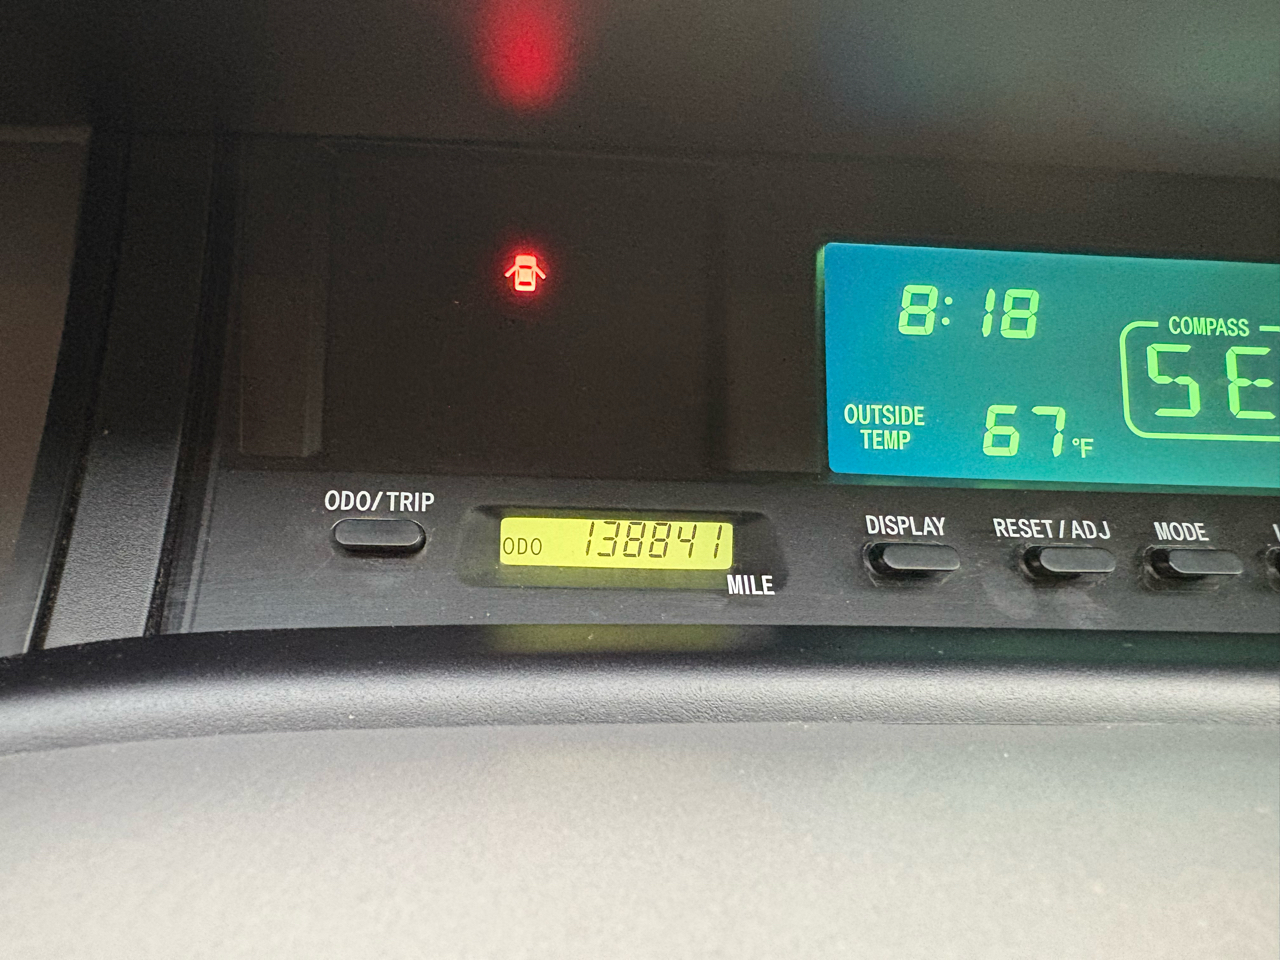 8:18
COMPASS
SE
OUTSIDE
TEMP
67°F
ODO/TRIP
ODO 138841
MILE
DISPLAY
RESET/ADJ
MODE